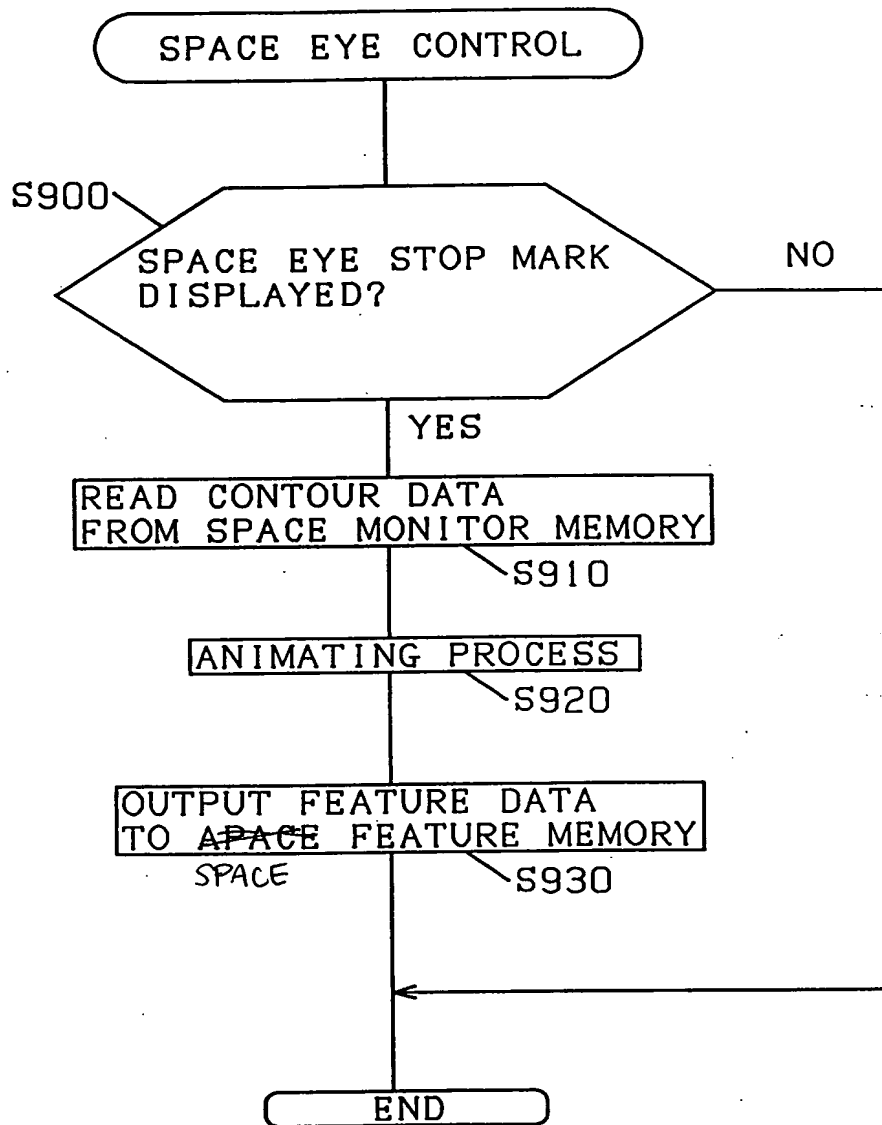 SPACE EYE CONTROL
S900
SPACE EYE STOP MARK
DISPLAYED?
NO
YES
READ CONTOUR DATA
FROM SPACE MONITOR MEMORY
S910
ANIMATING PROCESS
S920
OUTPUT FEATURE DATA
TO APACE FEATURE MEMORY
SPACE
S930
END